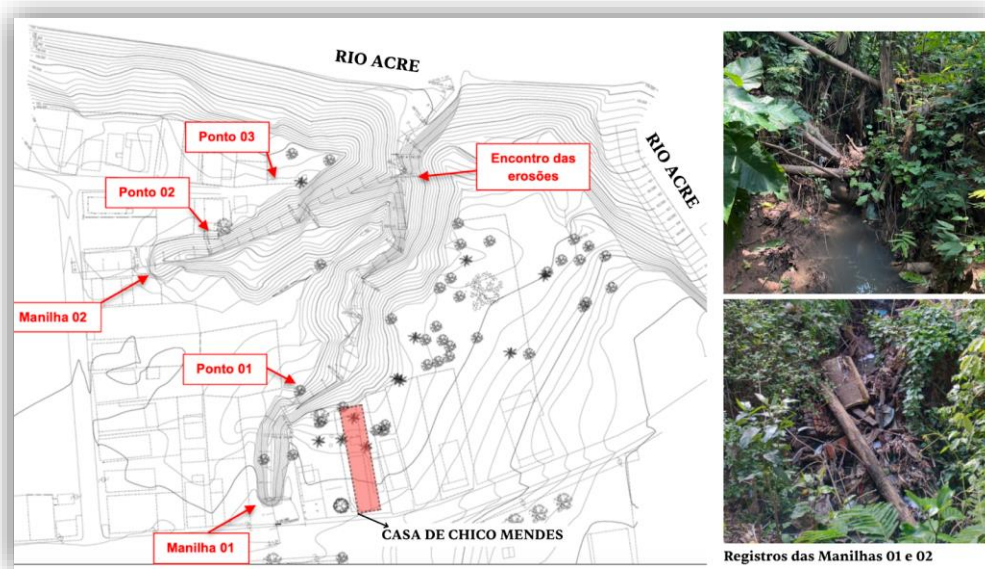 RIO ACRE
Ponto 03
Encontro das
erosões
RIO ACRE
Ponto 02
Manilha 02
Ponto 01
Manilha 01
CASA DE CHICO MENDES
Registros das Manilhas 01 e 02